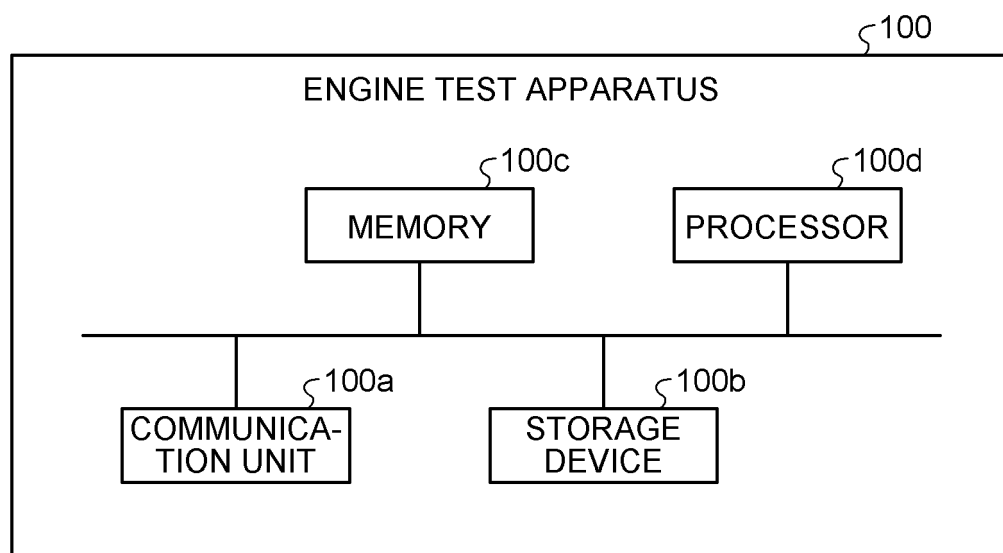 100
ENGINE TEST APPARATUS
100c
100d
MEMORY
PROCESSOR
100a
100b
COMMUNICA-
TION UNIT
STORAGE
DEVICE